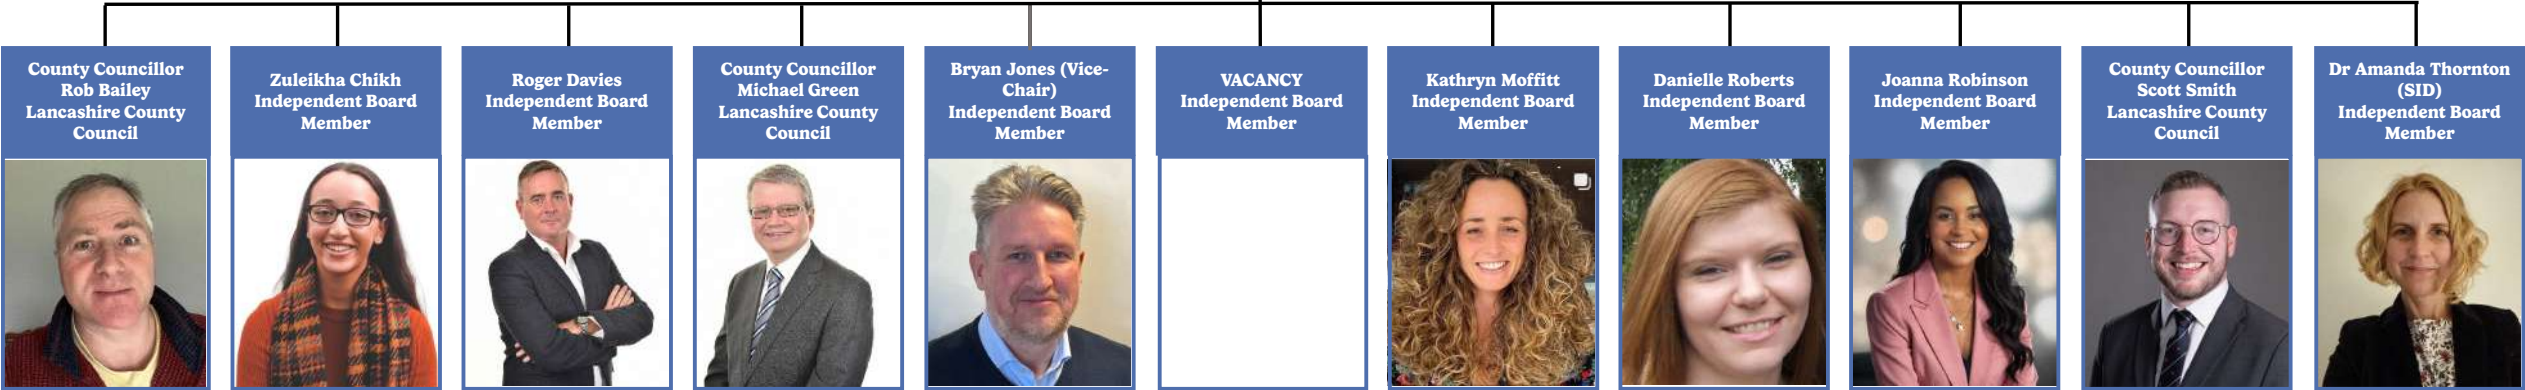 County Councillor
Rob Bailey
Lancashire County
Council
Zuleikha Chikh
Independent Board
Member
Roger Davies
Independent Board
Member
County Councillor
Michael Green
Lancashire County
Council
Bryan Jones (Vice-
Chair)
Independent Board
Member
VACANCY
Independent Board
Member
Kathryn Moffitt
Independent Board
Member
Danielle Roberts
Independent Board
Member
Joanna Robinson
Independent Board
Member
County Councillor
Scott Smith
Lancashire County
Council
Dr Amanda Thornton
(SID)
Independent Board
Member